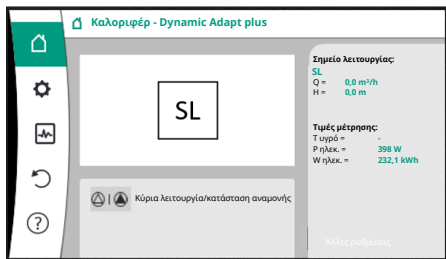 Καλοριφέρ - Dynamic Adapt plus
SL
Κύρια λειτουργία/κατάσταση αναμονής
Σημείο λειτουργίας:
SL
Q = 0,0 m³/h
H = 0,0 m
Τιμές μέτρησης:
T υγρό = -
P ηλεκ. = 398 W
W ηλεκ. = 232,1 kWh
Άλλες ρυθμίσεις